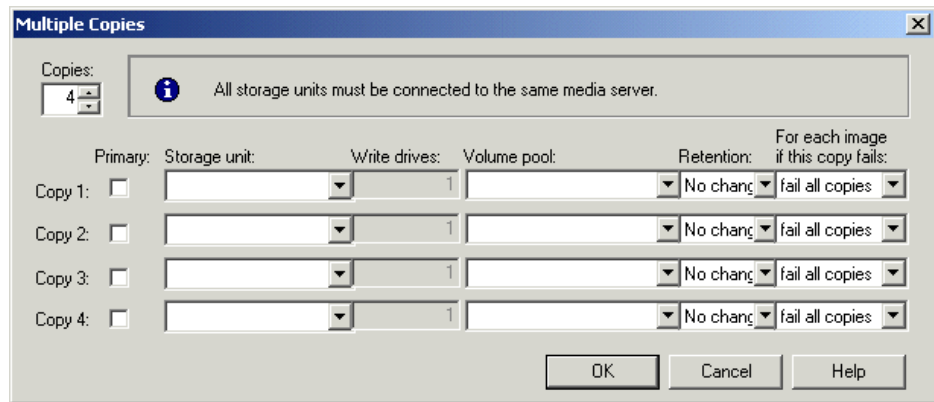 Multiple Copies
Copies:
4
All storage units must be connected to the same media server.
For each image
Primary: Storage unit: Write drives: Volume pool: Retention: if this copy fails:
Copy 1: 1 No chang fail all copies
Copy 2: 1 No chang fail all copies
Copy 3: 1 No chang fail all copies
Copy 4: 1 No chang fail all copies
OK Cancel Help